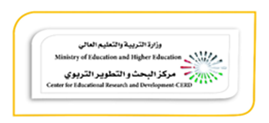 وزارة التربية والتعليم العالي
Ministry of Education and Higher Education
مركز البحث و التطوير التربوي
Center for Educational Research and Development-CERD